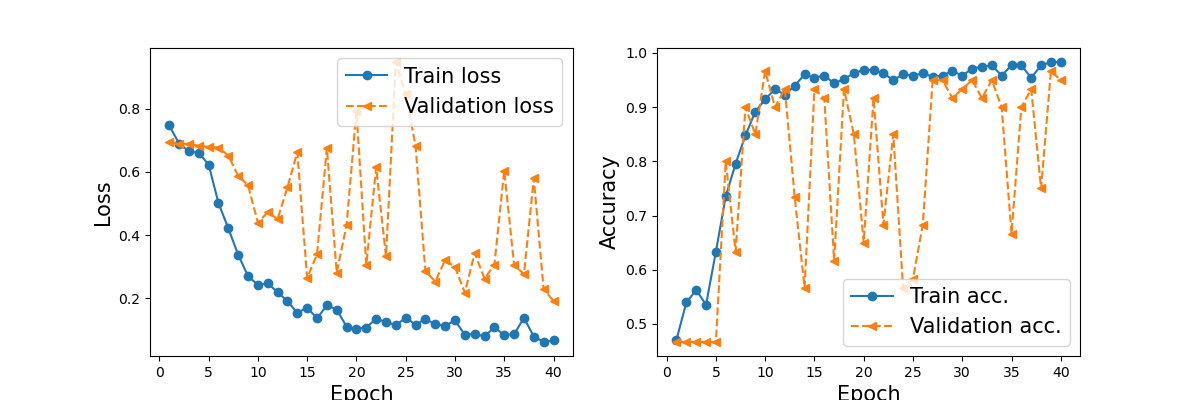 Train loss
Validation loss
Loss
0.8
0.6
0.4
0.2
0 5 10 15 20 25 30 35 40
Epoch
Accuracy
1.0
0.9
0.8
0.7
0.6
0.5
Train acc.
Validation acc.
0 5 10 15 20 25 30 35 40
Epoch